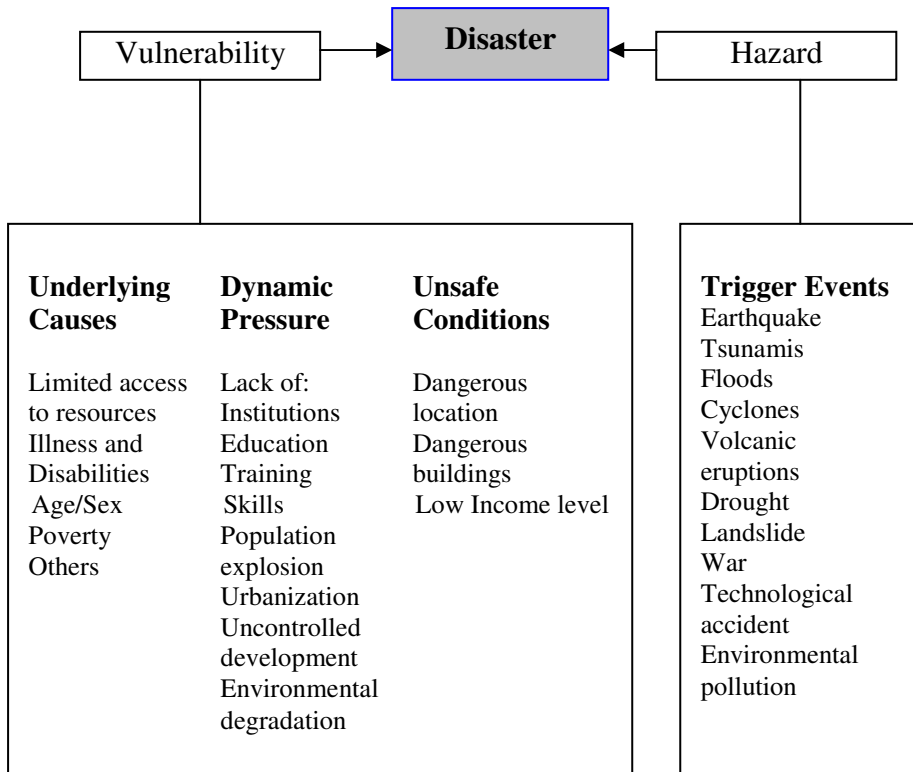 Vulnerability
Disaster
Hazard
Underlying
Causes
Limited access
to resources
Illness and
Disabilities
Age/Sex
Poverty
Others
Dynamic
Pressure
Lack of:
Institutions
Education
Training
Skills
Population
explosion
Urbanization
Uncontrolled
development
Environmental
degradation
Unsafe
Conditions
Dangerous
location
Dangerous
buildings
Low Income level
Trigger Events
Earthquake
Tsunamis
Floods
Cyclones
Volcanic
eruptions
Drought
Landslide
War
Technological
accident
Environmental
pollution